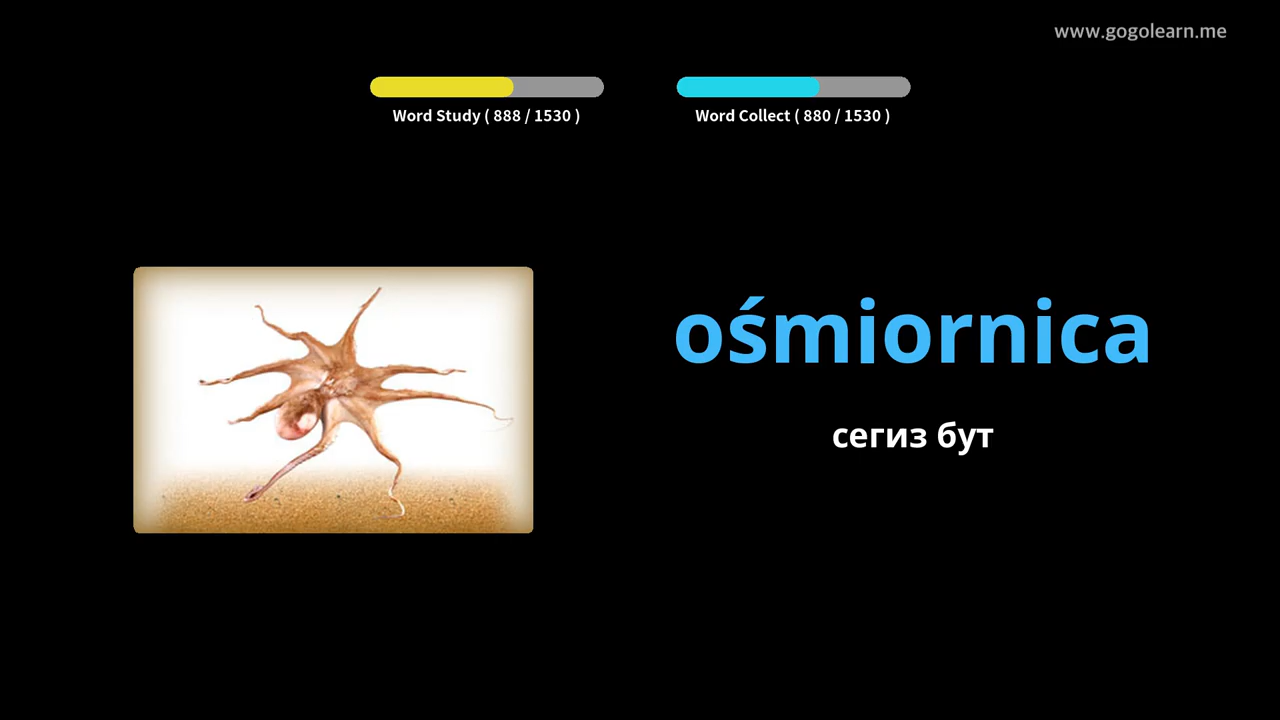 www.gogolearn.me
Word Study ( 888 / 1530 )
Word Collect ( 880 / 1530 )
ośmiornica
сегиз бут